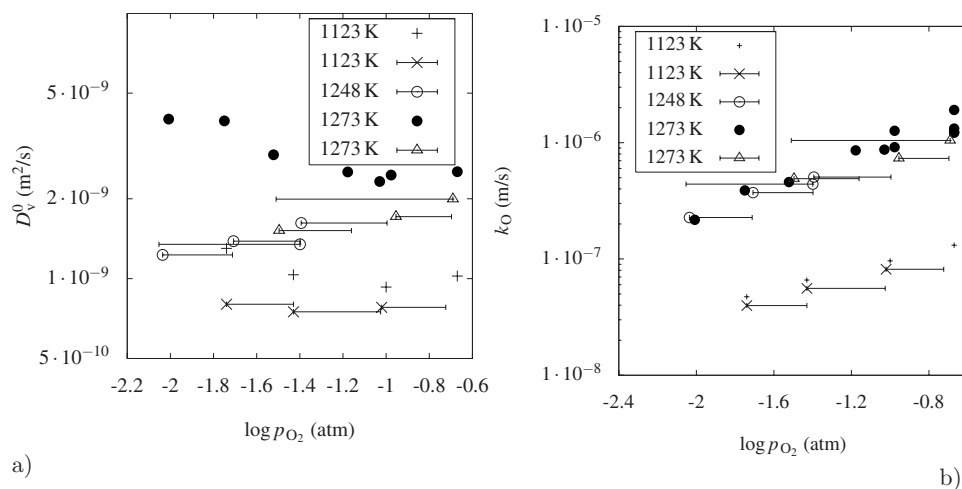 1123 K
1123 K
1248 K
1273 K
1273 K
5·10⁻⁹
2·10⁻⁹
1·10⁻⁹
5·10⁻¹⁰
D⁰ᵥ (m²/s)
-2.2 -2 -1.8 -1.6 -1.4 -1.2 -1 -0.8 -0.6
log pO₂ (atm)
a)
1123 K
1123 K
1248 K
1273 K
1273 K
1·10⁻⁵
1·10⁻⁶
1·10⁻⁷
1·10⁻⁸
kO (m/s)
-2.4 -2 -1.6 -1.2 -0.8
log pO₂ (atm)
b)